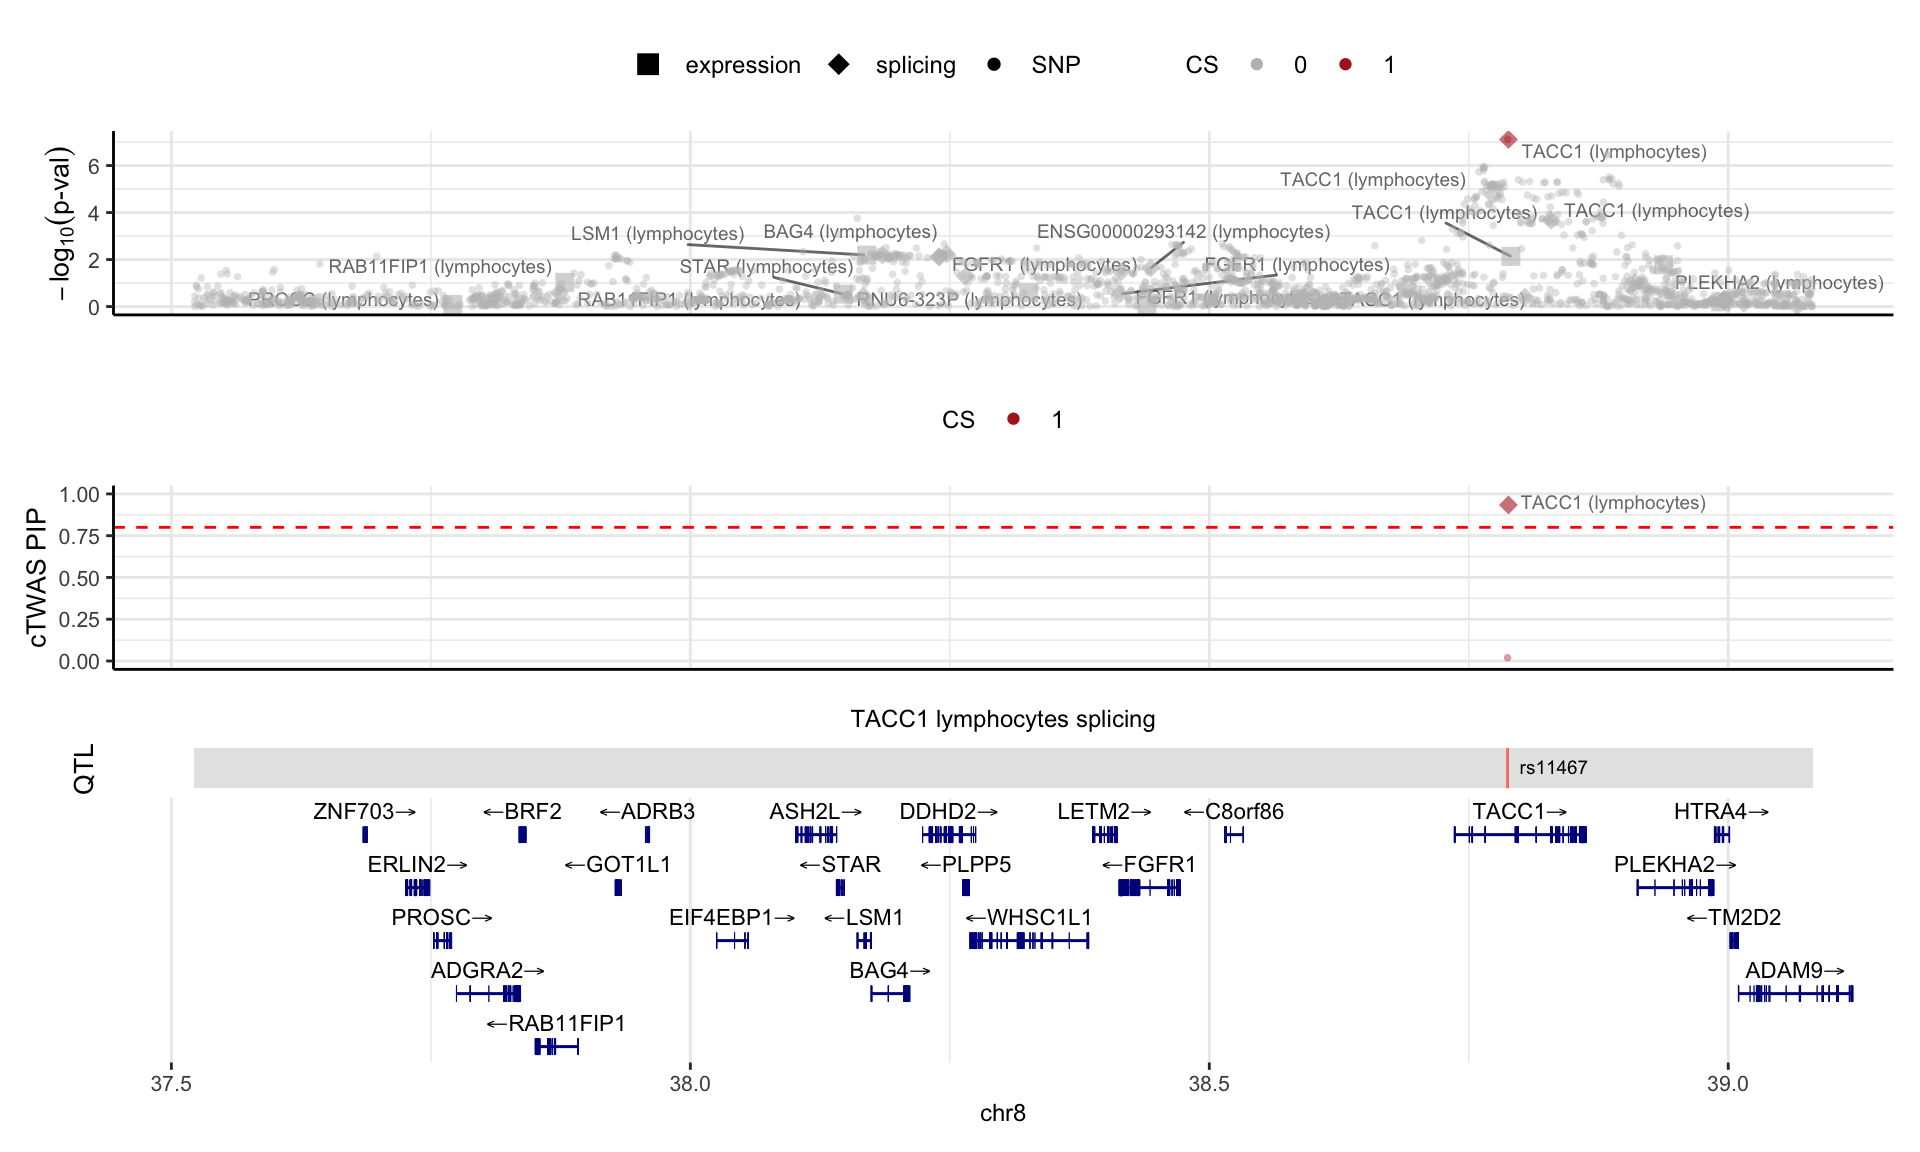 expression splicing SNP CS 0 1
−log10(p-val)
6
4
2
0
TACC1 (lymphocytes)
TACC1 (lymphocytes)
TACC1 (lymphocytes)
TACC1 (lymphocytes)
LSM1 (lymphocytes)
BAG4 (lymphocytes)
ENSG00000293142 (lymphocytes)
RAB11FIP1 (lymphocytes)
STAR (lymphocytes)
FGFR1 (lymphocytes)
FGFR1 (lymphocytes)
PLEKHA2 (lymphocytes)
PROSC (lymphocytes)
RAB11FIP1 (lymphocytes)
RNU6-323P (lymphocytes)
FGFR1 (lymphocytes)
TACC1 (lymphocytes)
CS 1
cTWAS PIP
1.00
0.75
0.50
0.25
0.00
TACC1 (lymphocytes)
TACC1 lymphocytes splicing
QTL
rs11467
ZNF703→ ←BRF2 ←ADRB3 ASH2L→ DDHD2→ LETM2→ ←C8orf86 TACC1→ HTRA4→
ERLIN2→ ←GOT1L1 ←STAR ←PLPP5 ←FGFR1 PLEKHA2→
PROSC→ EIF4EBP1→ ←LSM1 ←WHSC1L1 ←TM2D2
ADGRA2→ BAG4→ ADAM9→
←RAB11FIP1
37.5 38.0 38.5 39.0
chr8